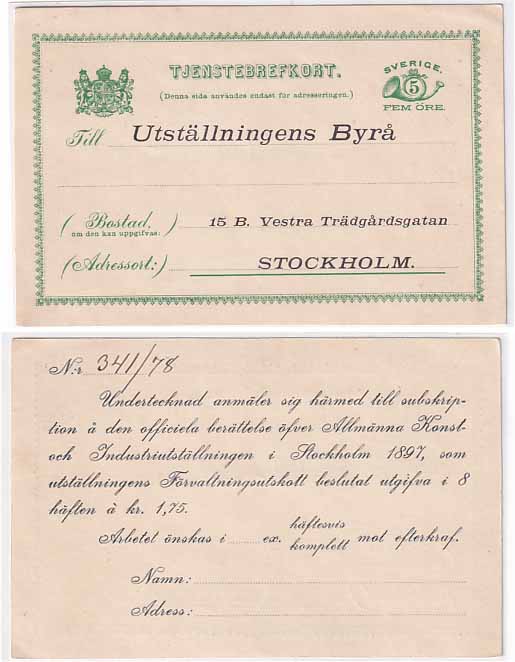 TJENSTEBREFKORT.
(Denna sida användes endast för adresseringen.)
SVERIGE.
5
FEM ÖRE.
Till Utställningens Byrå
(Bostad, om den kan uppgifvas:) 15 B. Vestra Trädgårdsgatan
(Adressort:) STOCKHOLM.
N:r 341/78
Undertecknad anmäler sig härmed till subskrip-
tion å den officiela berättelse öfver Allmänna Konst-
och Industriutställningen i Stockholm 1897, som
utställningens Förvaltningsutskott beslutat utgifva i 8
häften å kr. 1,75.
Arbetet önskas i ex. häftesvis komplett mot efterkraf.
Namn:
Adress: